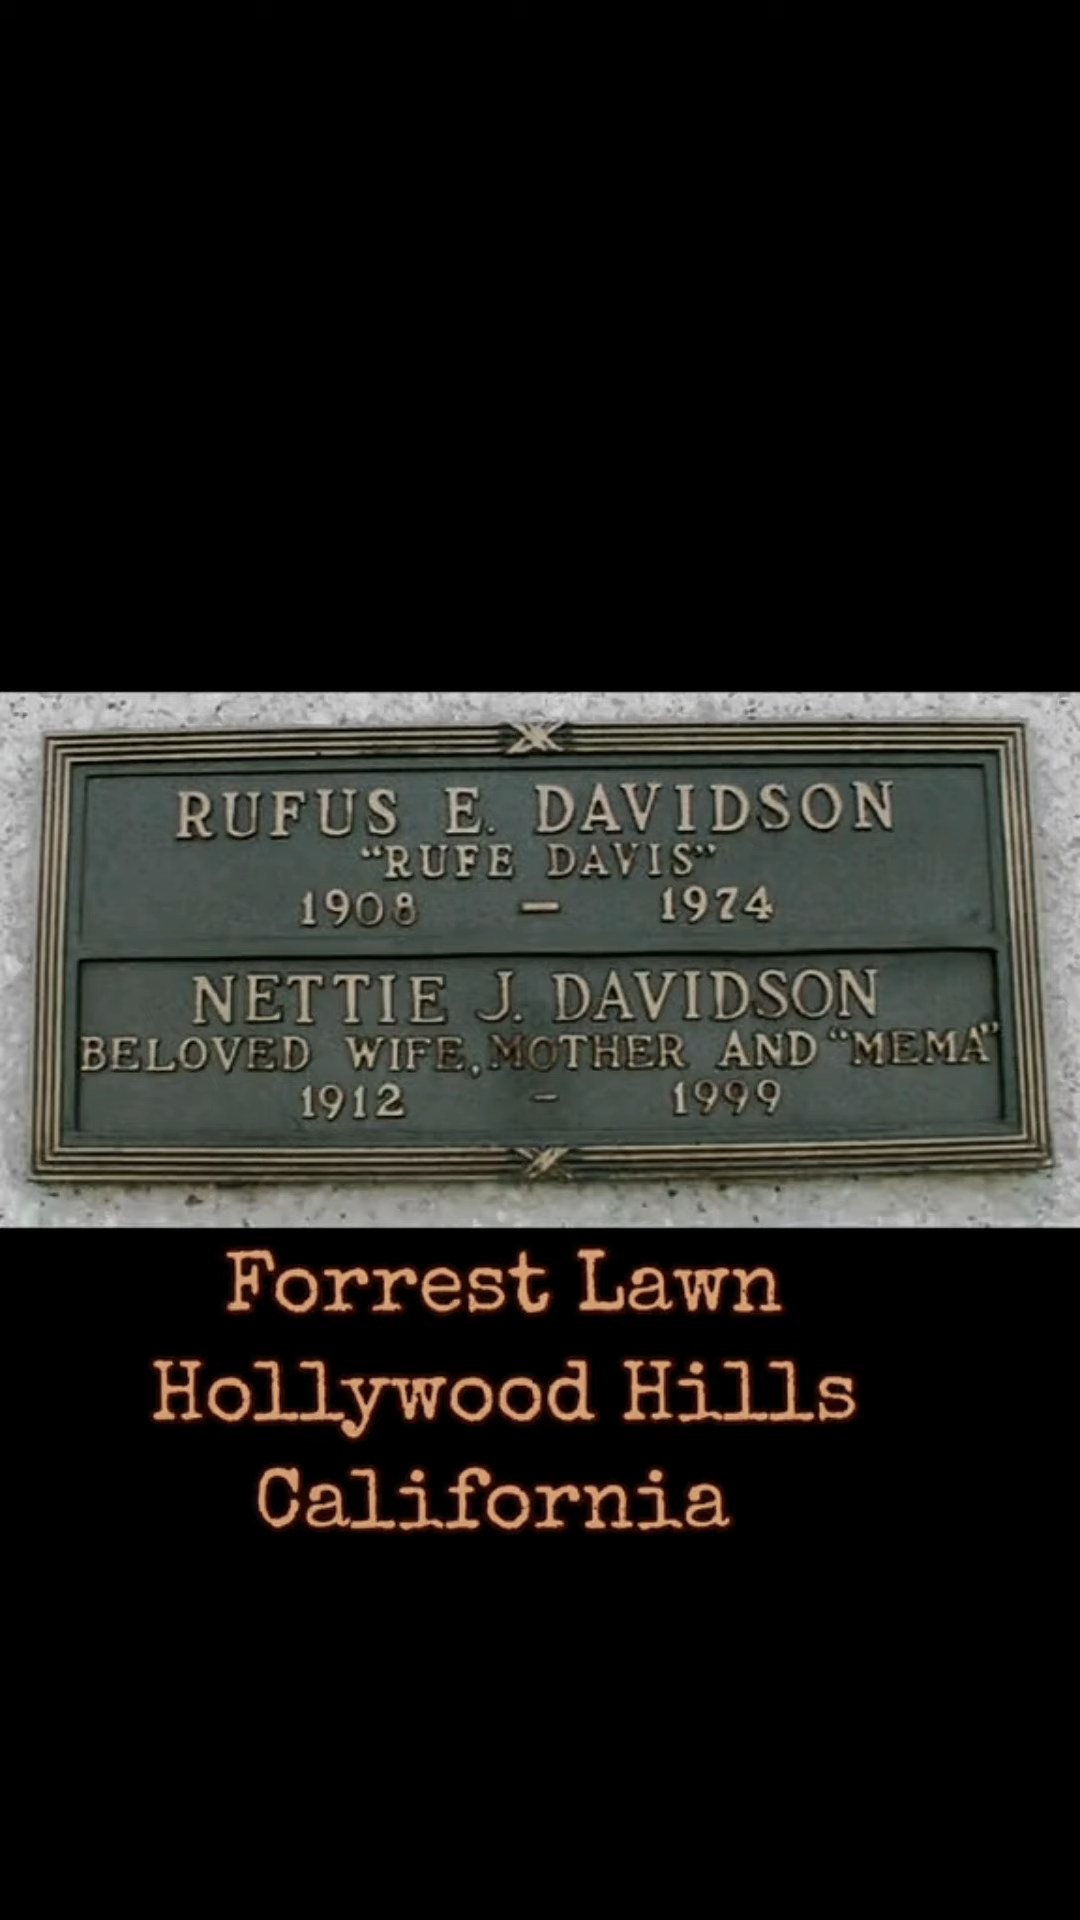 RUFUS E. DAVIDSON
"RUFE DAVIS"
1908 — 1974
NETTIE J. DAVIDSON
BELOVED WIFE, MOTHER AND "MEMA"
1912 - 1999
Forrest Lawn
Hollywood Hills
California